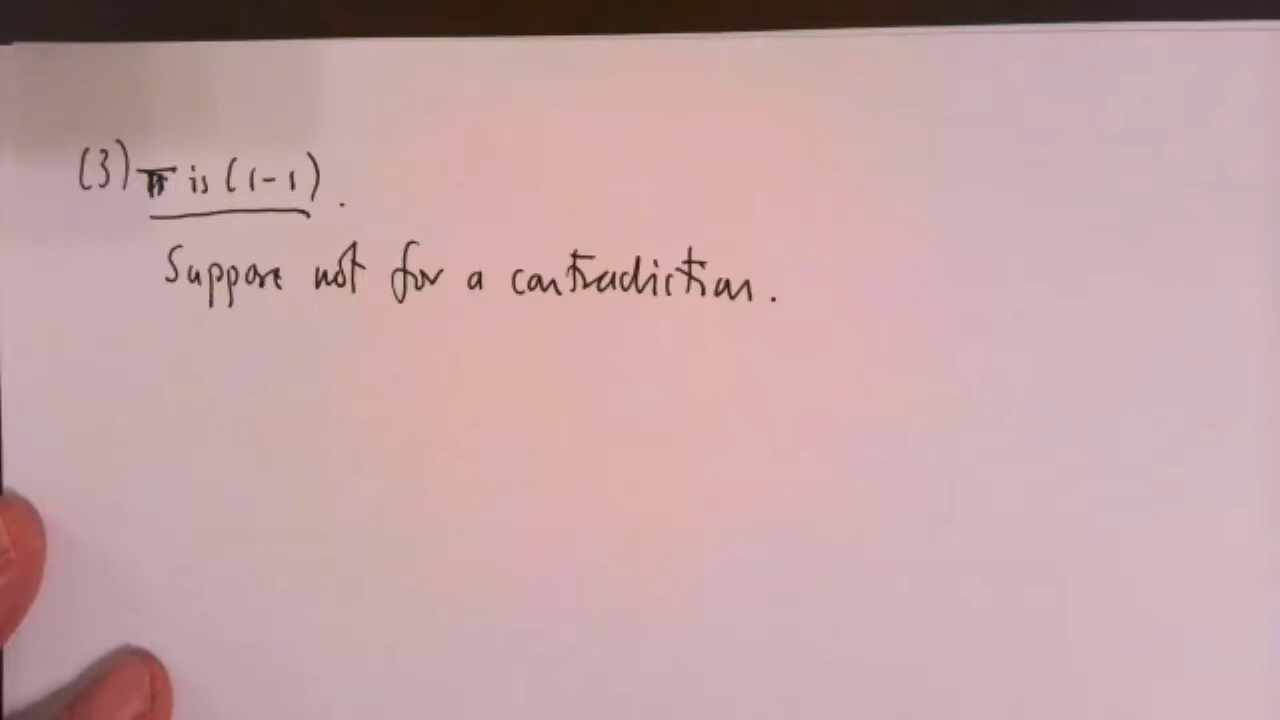 (3) π is (1-1).
Suppose not for a contradiction.